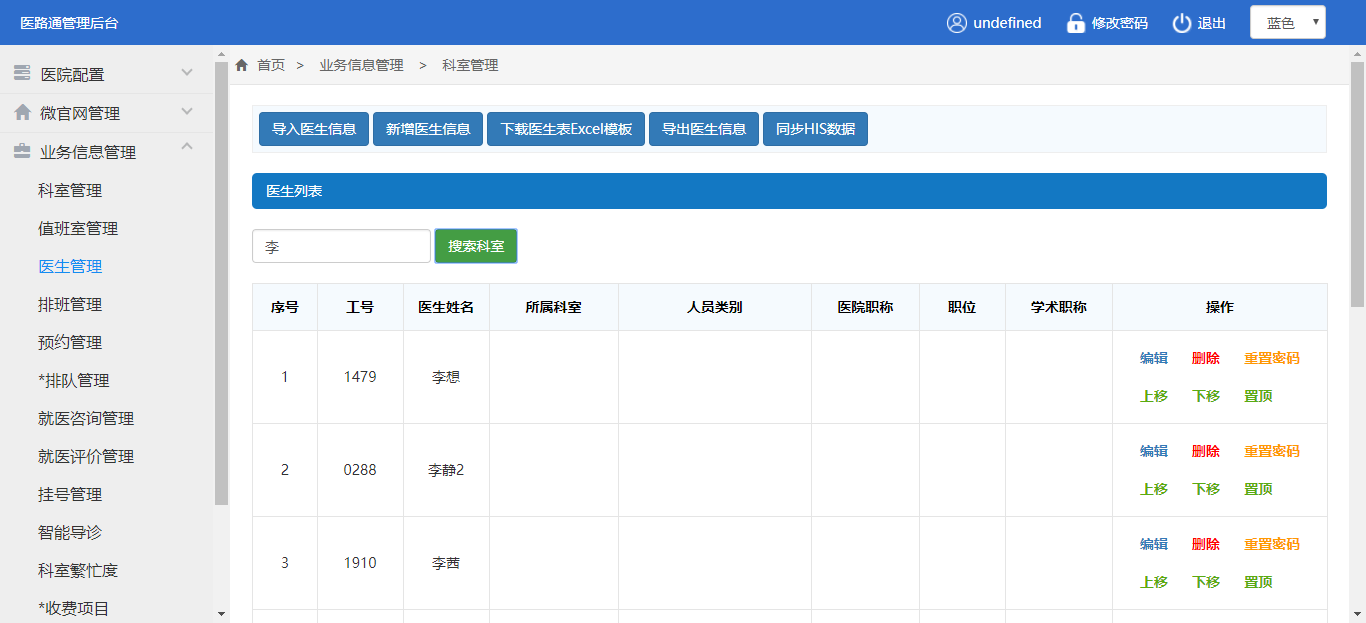 医路通管理后台
undefined 修改密码 退出 蓝色
医院配置
微官网管理
业务信息管理
科室管理
值班室管理
医生管理
排班管理
预约管理
*排队管理
就医咨询管理
就医评价管理
挂号管理
智能导诊
科室繁忙度
*收费项目
首页 > 业务信息管理 > 科室管理
导入医生信息 新增医生信息 下载医生表Excel模板 导出医生信息 同步HIS数据
医生列表
李 搜索科室
序号 工号 医生姓名 所属科室 人员类别 医院职称 职位 学术职称 操作
1 1479 李想 编辑 删除 重置密码
上移 下移 置顶
2 0288 李静2 编辑 删除 重置密码
上移 下移 置顶
3 1910 李茜 编辑 删除 重置密码
上移 下移 置顶